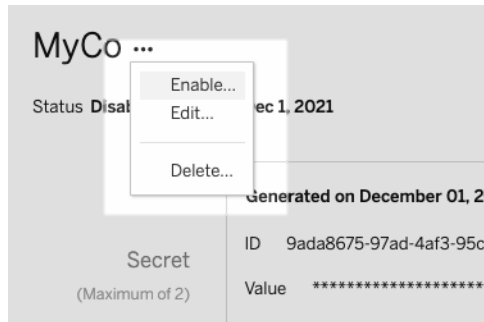 MyCo ...
Enable...
Status Disab ec 1, 2021
Edit...
Delete...
Generated on December 01, 2
ID 9ada8675-97ad-4af3-95c
Secret
(Maximum of 2)
Value ********************